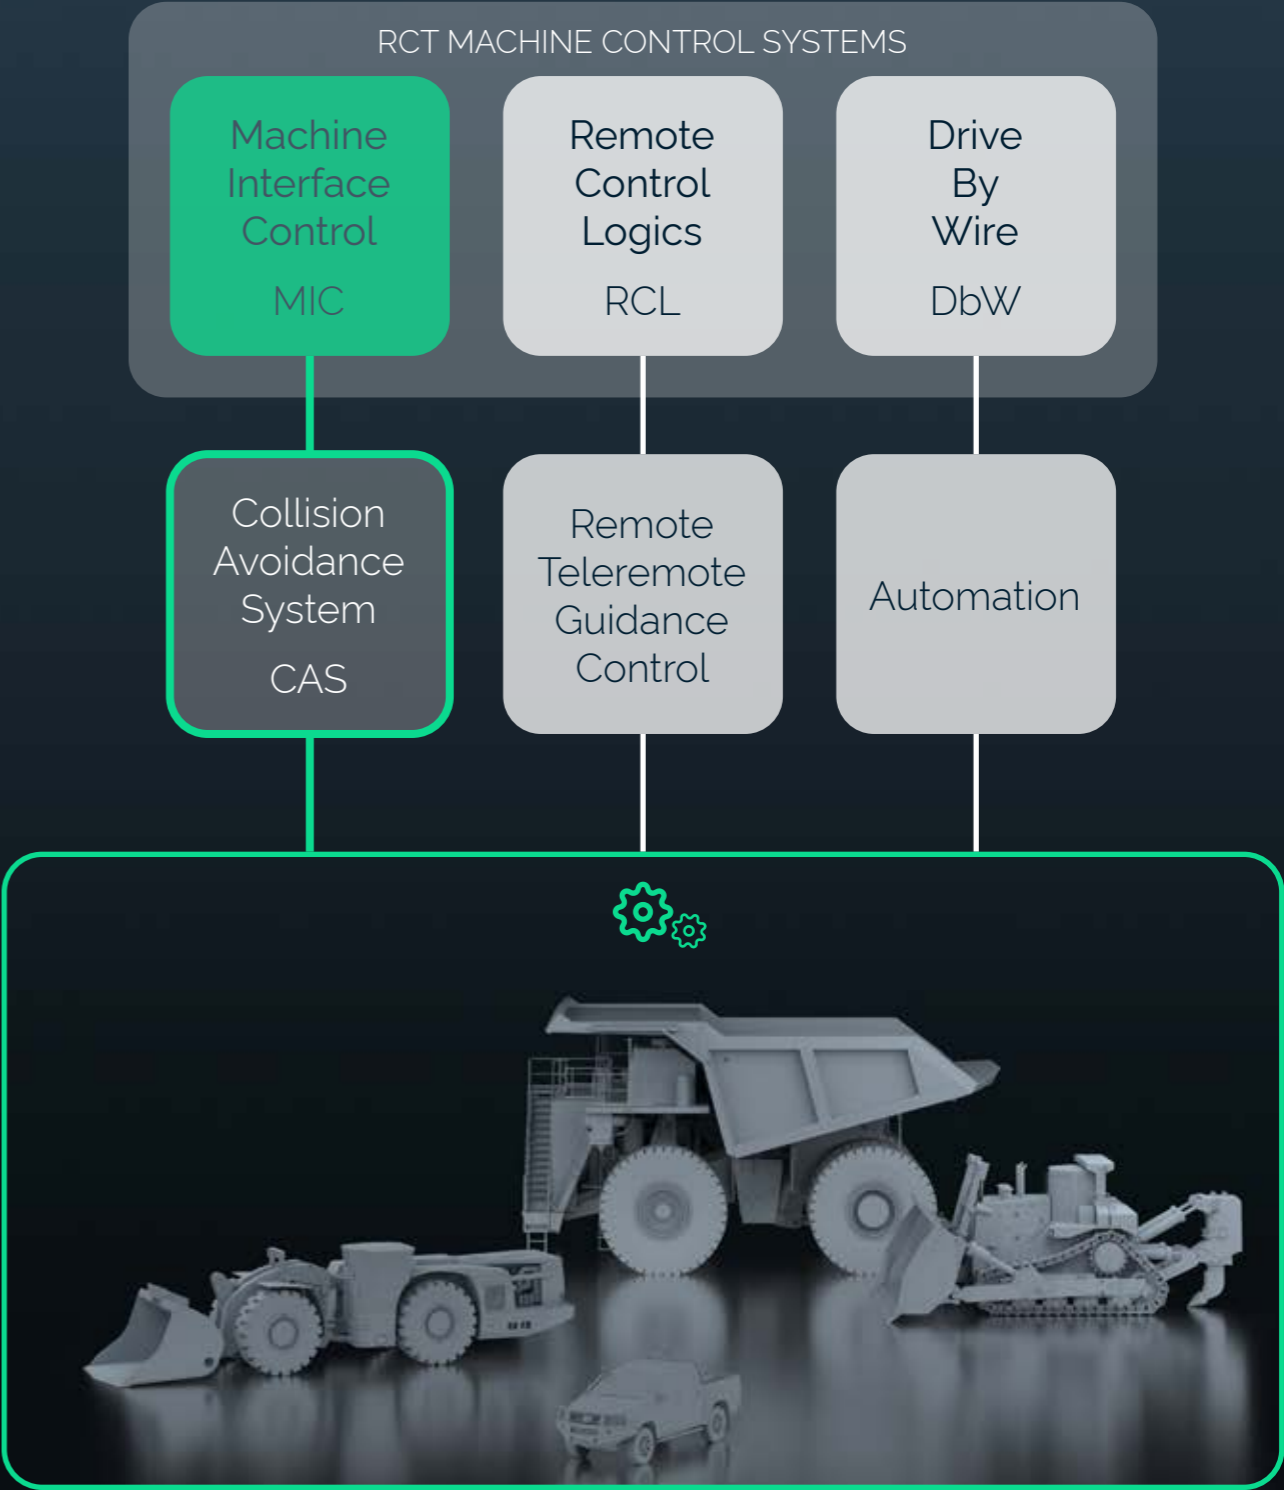 RCT MACHINE CONTROL SYSTEMS
Machine
Interface
Control
MIC
Remote
Control
Logics
RCL
Drive
By
Wire
DbW
Collision
Avoidance
System
CAS
Remote
Teleremote
Guidance
Control
Automation